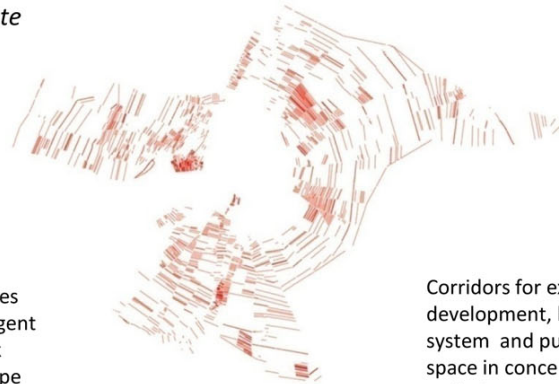 te
es
gent
pe
Corridors for ex
development, l
system and pu
space in conce